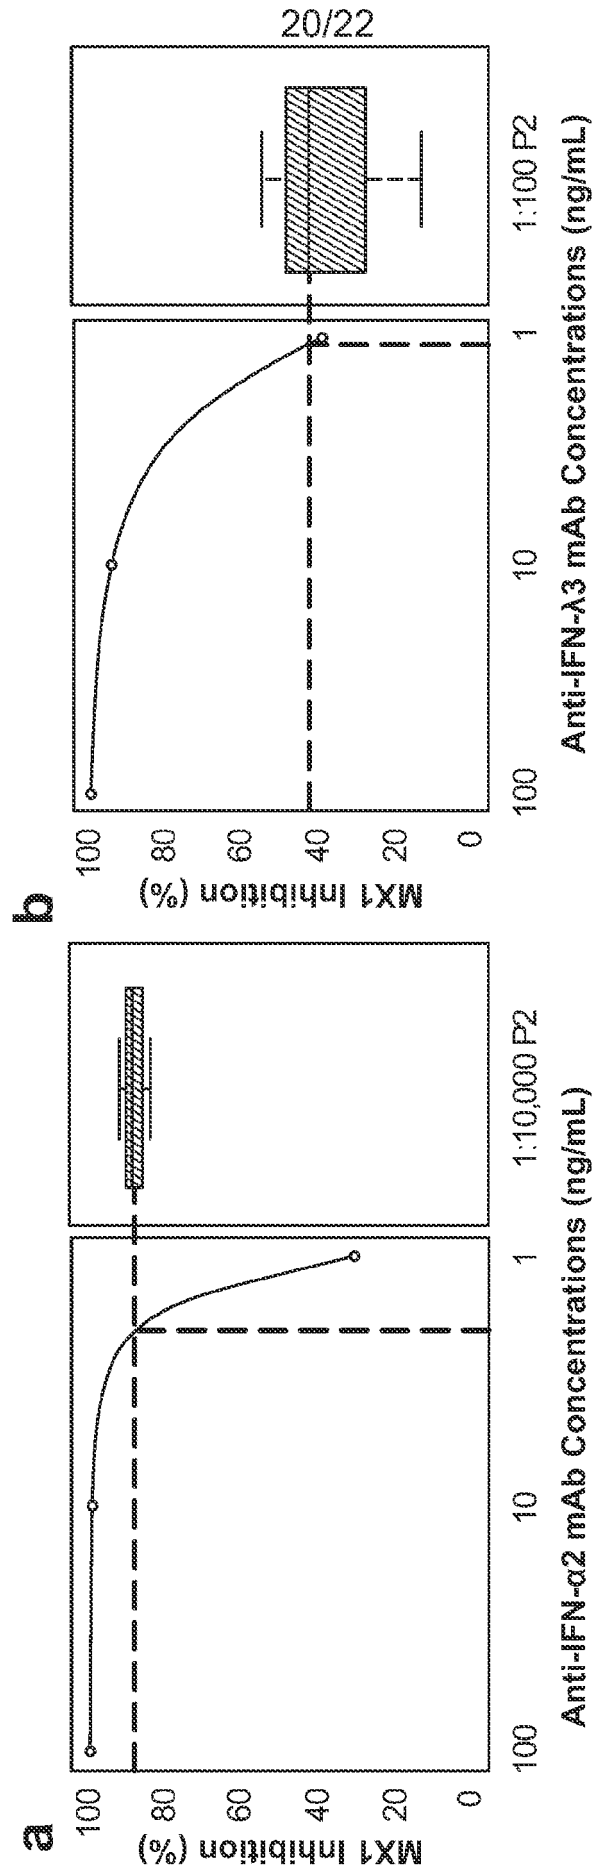 20/22
a
MX1 Inhibition (%)
100
80
60
40
20
0
100
10
1
1:10,000 P2
Anti-IFN-α2 mAb Concentrations (ng/mL)
b
MX1 Inhibition (%)
100
80
60
40
20
0
100
10
1
1:100 P2
Anti-IFN-λ3 mAb Concentrations (ng/mL)